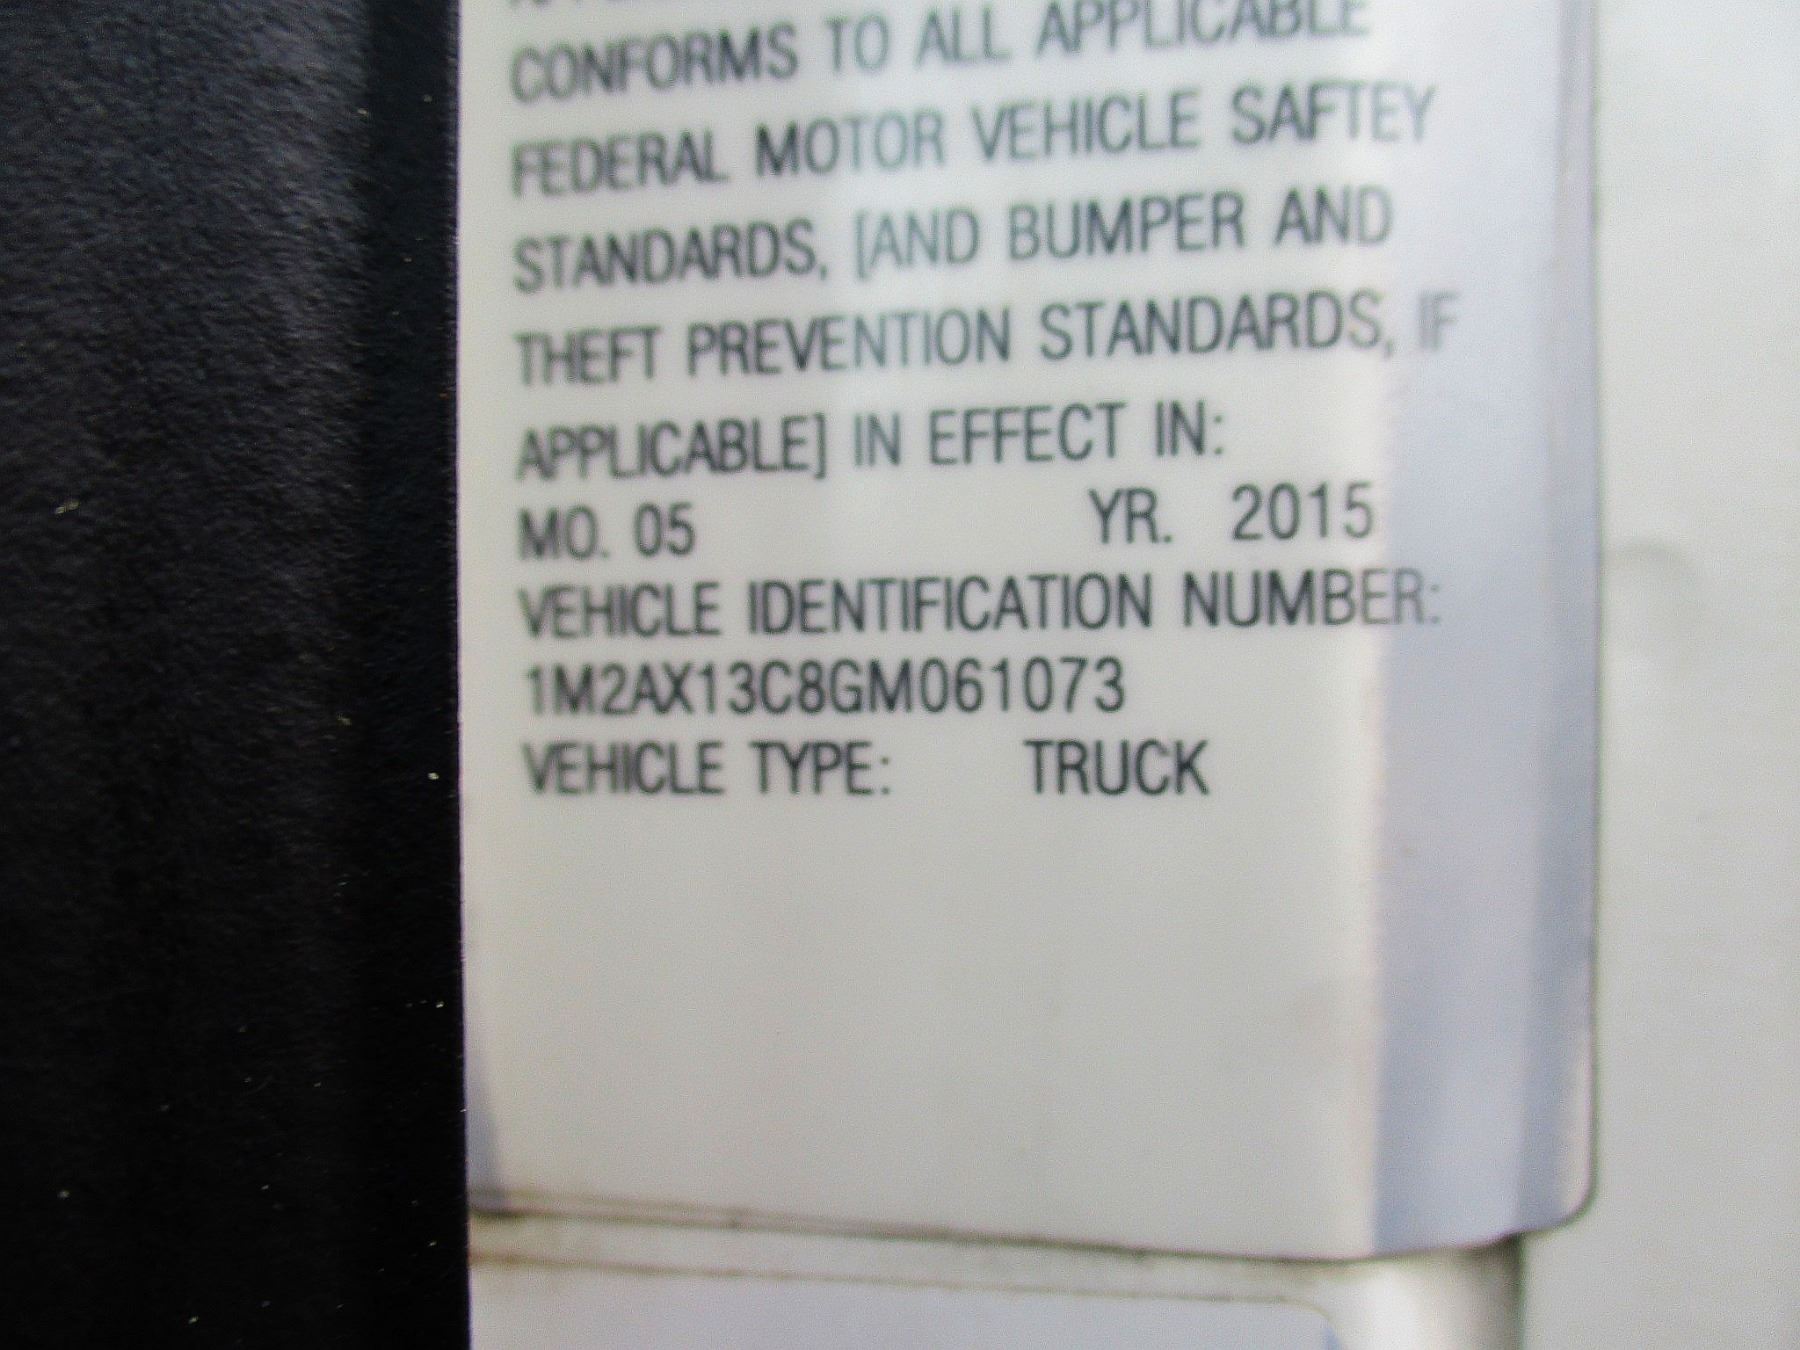 CONFORMS TO ALL APPLICABLE
FEDERAL MOTOR VEHICLE SAFTEY
STANDARDS, [AND BUMPER AND
THEFT PREVENTION STANDARDS, IF
APPLICABLE] IN EFFECT IN:
MO. 05 YR. 2015
VEHICLE IDENTIFICATION NUMBER:
1M2AX13C8GM061073
VEHICLE TYPE: TRUCK